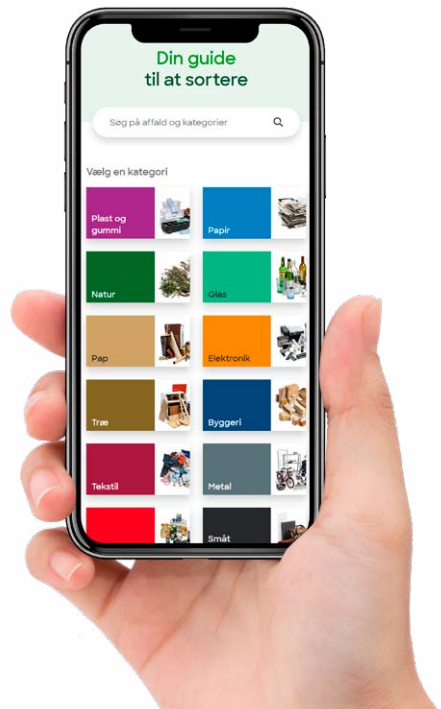 Din guide
til at sortere
Søg på affald og kategorier
Vælg en kategori
Plast og
gummi
Papir
Natur
Glas
Pap
Elektronik
Træ
Byggeri
Tekstil
Metal
Småt